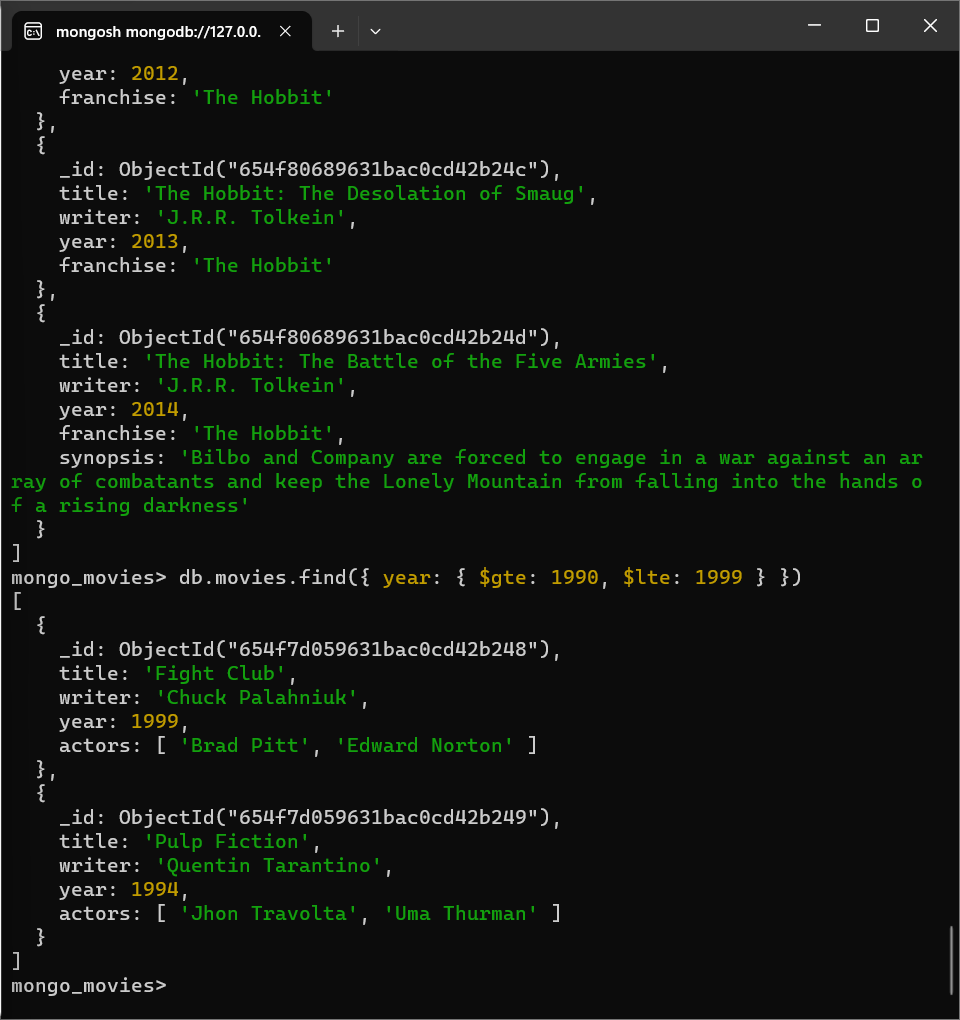 mongosh mongodb://127.0.0.
    year: 2012,
    franchise: 'The Hobbit'
  },
  {
    _id: ObjectId("654f80689631bac0cd42b24c"),
    title: 'The Hobbit: The Desolation of Smaug',
    writer: 'J.R.R. Tolkein',
    year: 2013,
    franchise: 'The Hobbit'
  },
  {
    _id: ObjectId("654f80689631bac0cd42b24d"),
    title: 'The Hobbit: The Battle of the Five Armies',
    writer: 'J.R.R. Tolkein',
    year: 2014,
    franchise: 'The Hobbit',
    synopsis: 'Bilbo and Company are forced to engage in a war against an ar
ray of combatants and keep the Lonely Mountain from falling into the hands o
f a rising darkness'
  }
]
mongo_movies> db.movies.find({ year: { $gte: 1990, $lte: 1999 } })
[
  {
    _id: ObjectId("654f7d059631bac0cd42b248"),
    title: 'Fight Club',
    writer: 'Chuck Palahniuk',
    year: 1999,
    actors: [ 'Brad Pitt', 'Edward Norton' ]
  },
  {
    _id: ObjectId("654f7d059631bac0cd42b249"),
    title: 'Pulp Fiction',
    writer: 'Quentin Tarantino',
    year: 1994,
    actors: [ 'Jhon Travolta', 'Uma Thurman' ]
  }
]
mongo_movies>